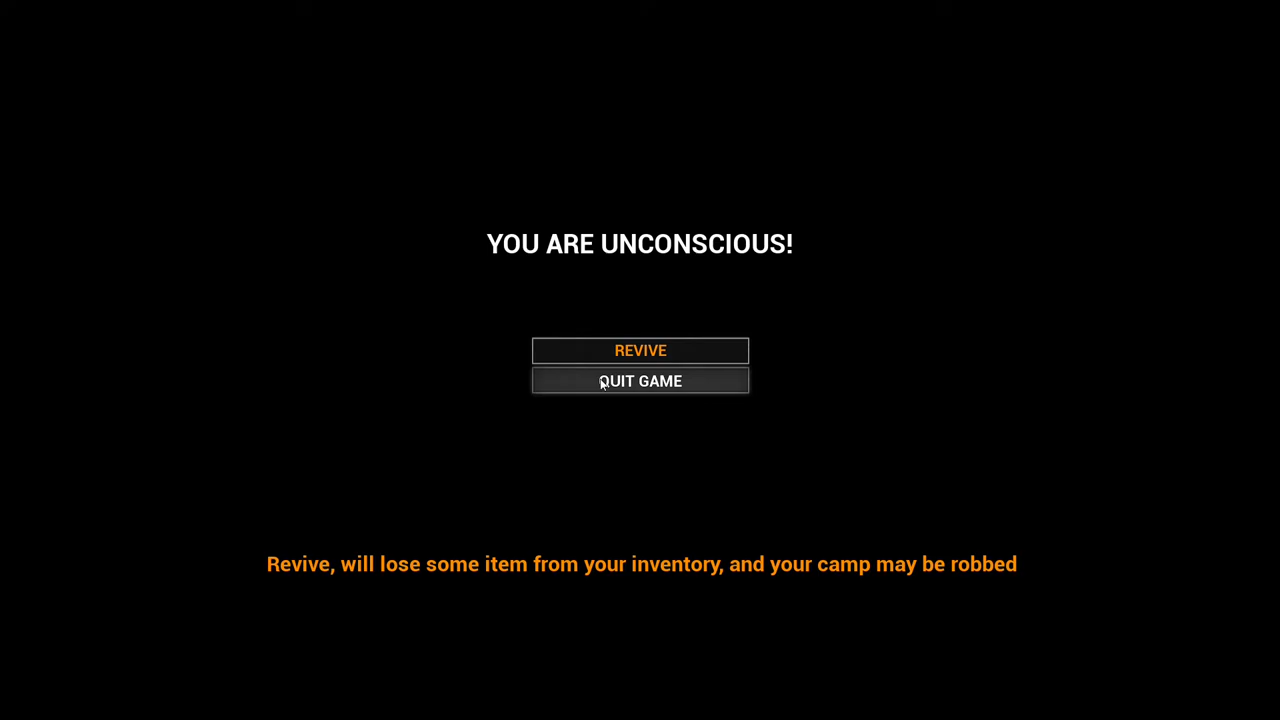 YOU ARE UNCONSCIOUS!
REVIVE
QUIT GAME
Revive, will lose some item from your inventory, and your camp may be robbed